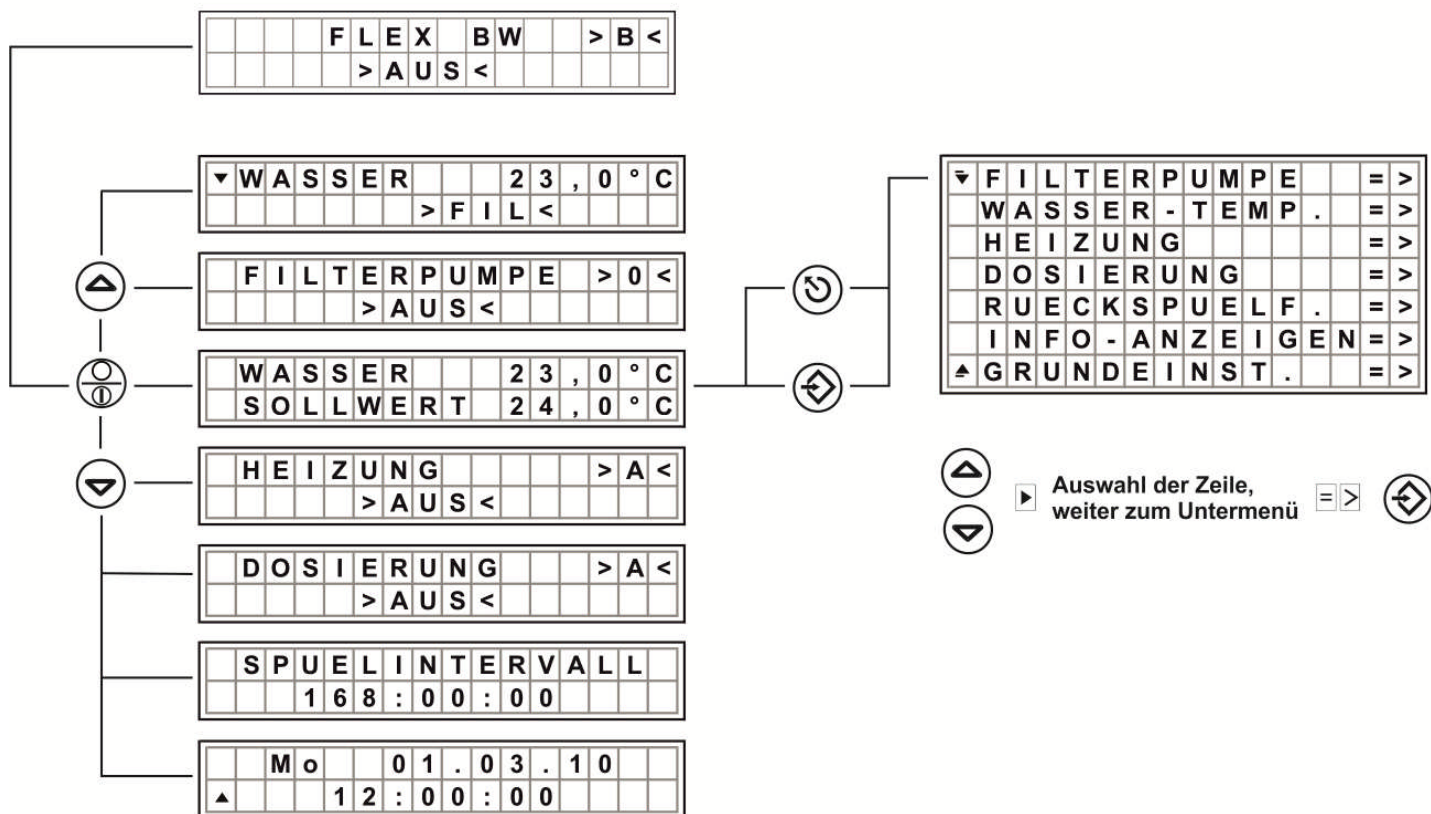 FLEX BW >B<
>AUS<
▼WASSER 23,0°C
>FIL<
FILTERPUMPE >0<
>AUS<
WASSER 23,0°C
SOLLWERT 24,0°C
HEIZUNG >A<
>AUS<
DOSIERUNG >A<
>AUS<
SPUELINTERVALL
168:00:00
Mo 01.03.10
▲ 12:00:00
FILTERPUMPE =>
WASSER-TEMP. =>
HEIZUNG =>
DOSIERUNG =>
RUECKSPUELF. =>
INFO-ANZEIGEN=>
GRUNDEINST. =>
Auswahl der Zeile,
weiter zum Untermenü =>